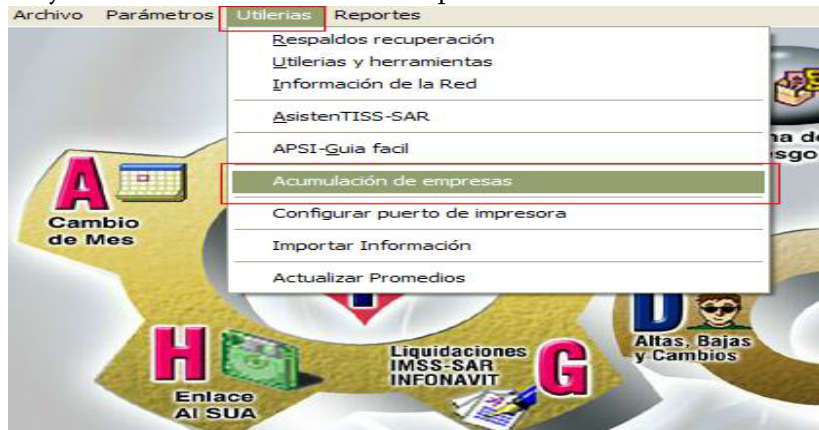 Archivo Parámetros Utilerias Reportes
Respaldos recuperación
Utilerias y herramientas
Información de la Red
AsistenTISS-SAR
APSI-Guia facil
Acumulación de empresas
Configurar puerto de impresora
Importar Información
Actualizar Promedios
A
Cambio
de Mes
H
Enlace
Al SUA
Liquidaciones
IMSS-SAR
INFONAVIT
G
D
Altas, Bajas
y Cambios